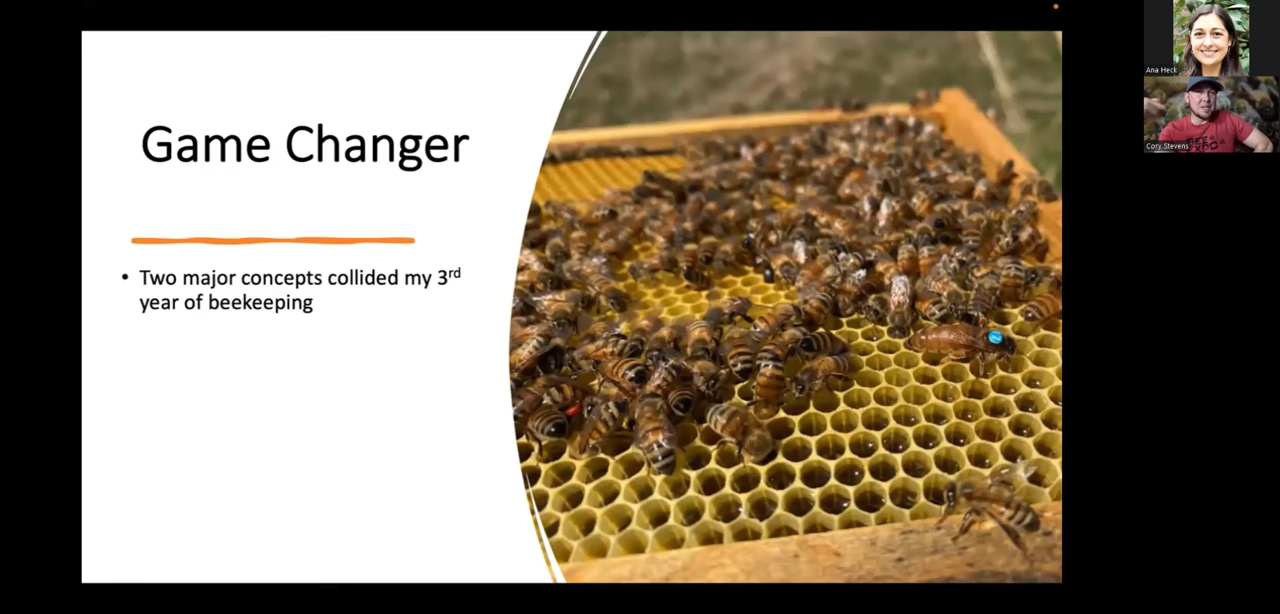 Game Changer
• Two major concepts collided my 3rd
year of beekeeping
Ana Heck
Cory Stevens